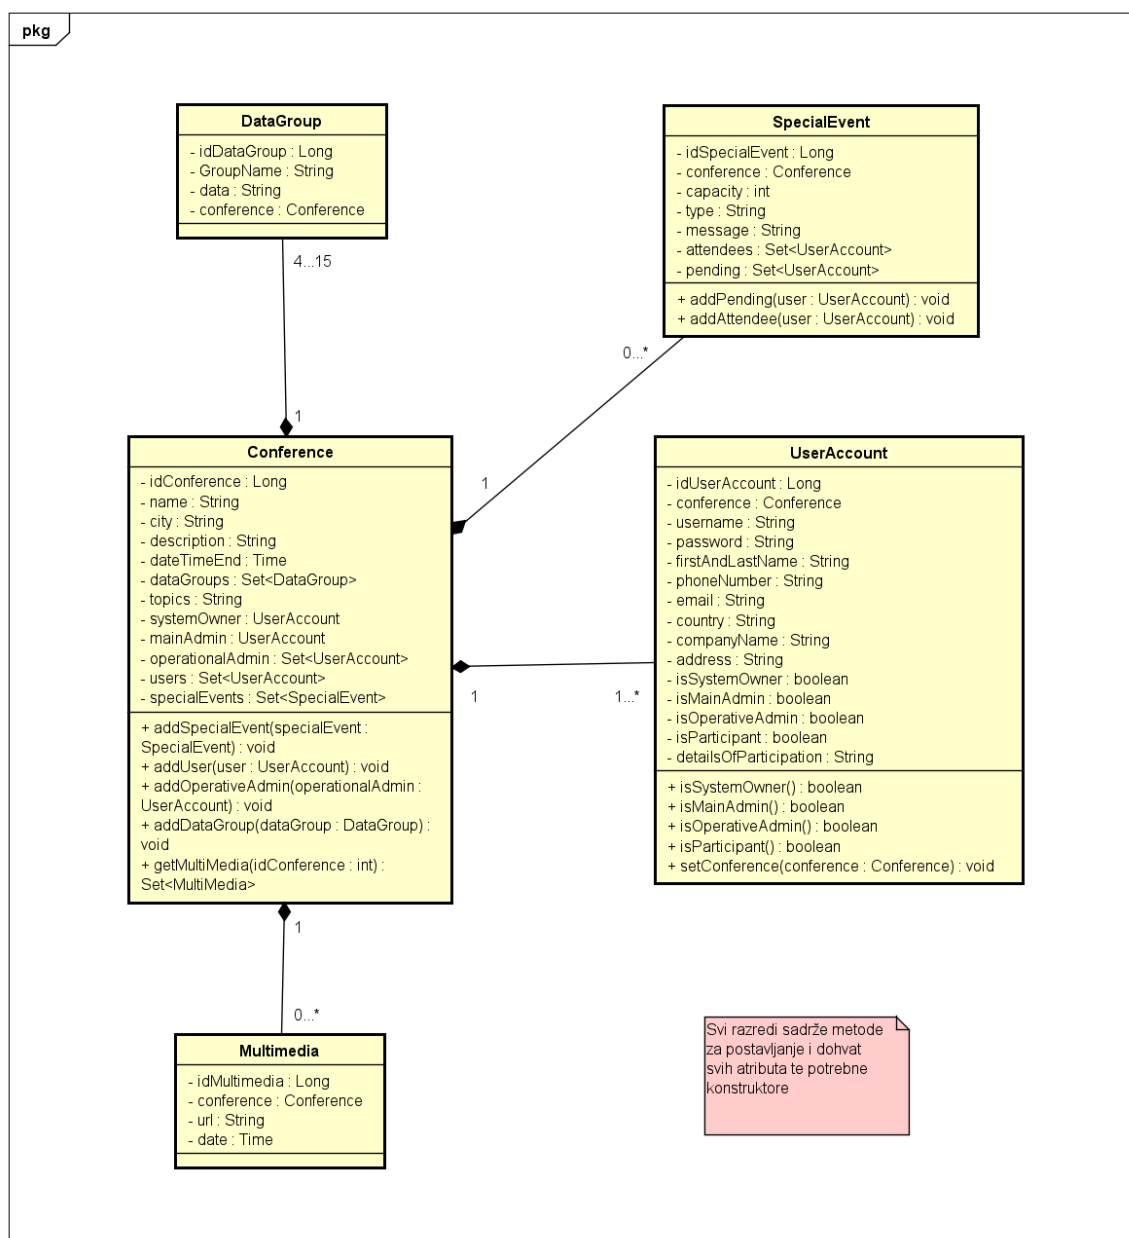 pkg
DataGroup
- idDataGroup : Long
- GroupName : String
- data : String
- conference : Conference
4...15
1
SpecialEvent
- idSpecialEvent : Long
- conference : Conference
- capacity : int
- type : String
- message : String
- attendees : Set<UserAccount>
- pending : Set<UserAccount>
+ addPending(user : UserAccount) : void
+ addAttendee(user : UserAccount) : void
0...*
1
Conference
- idConference : Long
- name : String
- city : String
- description : String
- dateTimeEnd : Time
- dataGroups : Set<DataGroup>
- topics : String
- systemOwner : UserAccount
- mainAdmin : UserAccount
- operationalAdmin : Set<UserAccount>
- users : Set<UserAccount>
- specialEvents : Set<SpecialEvent>
+ addSpecialEvent(specialEvent :
SpecialEvent) : void
+ addUser(user : UserAccount) : void
+ addOperativeAdmin(operationalAdmin :
UserAccount) : void
+ addDataGroup(dataGroup : DataGroup) :
void
+ getMultiMedia(idConference : int) :
Set<MultiMedia>
1
1...*
UserAccount
- idUserAccount : Long
- conference : Conference
- username : String
- password : String
- firstAndLastName : String
- phoneNumber : String
- email : String
- country : String
- companyName : String
- address : String
- isSystemOwner : boolean
- isMainAdmin : boolean
- isOperativeAdmin : boolean
- isParticipant : boolean
- detailsOfParticipation : String
+ isSystemOwner() : boolean
+ isMainAdmin() : boolean
+ isOperativeAdmin() : boolean
+ isParticipant() : boolean
+ setConference(conference : Conference) : void
1
0...*
Multimedia
- idMultimedia : Long
- conference : Conference
- url : String
- date : Time
Svi razredi sadrže metode
za postavljanje i dohvat
svih atributa te potrebne
konstruktore